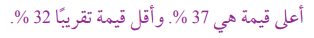 أعلى قيمة هي 37 %. وأقل قيمة تقريبًا 32 %.